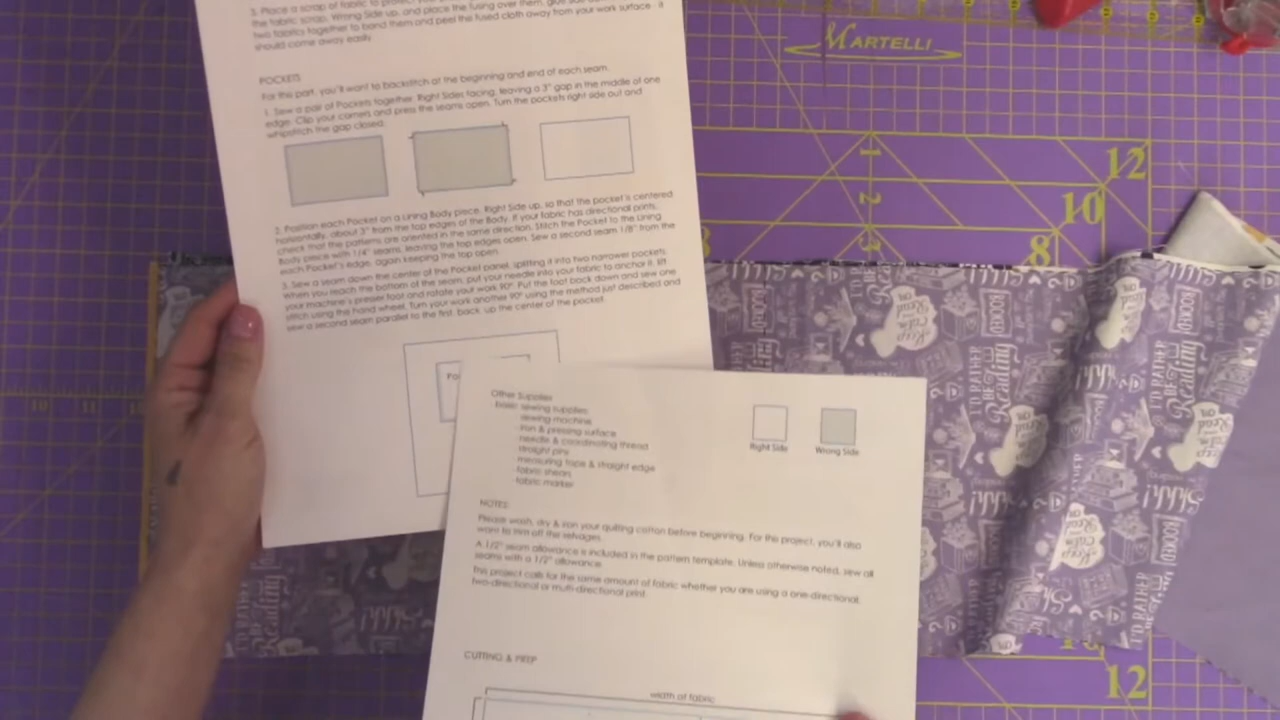 3. Place a scrap of fabric to protect
the fabric scrap, Wrong Side up, and place the fusing over them,
two fabrics together to bond them and peel the fused cloth away from your work surface - it
should come away easily.
POCKETS
For this part, you'll want to backstitch at the beginning and end of each seam.
1. Sew a pair of Pockets together, Right Sides facing, leaving a 3" gap in the middle of one
edge. Clip your corners and press the seams open. Turn the pockets right side out and
whipstitch the gap closed.
2. Position each Pocket on a Lining Body piece, Right Side up, so that the pocket is centered
horizontally, about 3" from the top edges of the Body. If your fabric has directional prints,
check that the patterns are oriented in the same direction. Stitch the Pocket to the Lining
Body piece with 1/4" seams, leaving the top edges open. Sew a second seam 1/8" from the
each Pocket's edge, again keeping the top open.
3. Sew a seam down the center of the Pocket panel, splitting it into two narrower pockets.
When you reach the bottom of the seam, put your needle into your fabric to anchor it, lift
your machine's presser foot and rotate your work 90°. Put the foot back down and sew one
stitch using the hand wheel. Turn your work another 90° using the method just described and
sew a second seam parallel to the first, back up the center of the pocket.
Po
Other Supplies
basic sewing supplies
· sewing machine
· iron & pressing surface
· needle & coordinating thread
· straight pins
· measuring tape & straight edge
· fabric shears
· fabric marker
Right Side
Wrong Side
NOTES:
Please wash, dry & iron your quilting cotton before beginning. For this project, you'll also
want to trim off the selvages.
A 1/2" seam allowance is included in the pattern template. Unless otherwise noted, sew all
seams with a 1/2" allowance.
This project calls for the same amount of fabric whether you are using a one-directional,
two-directional or multi-directional print.
CUTTING & PREP
width of fabric
MARTELLI
12
10
8
1
2
3
12
10
11
I'D RATHER
BE
Reading
Keep
Calm
and
Read
ON
BOOKED
Shhh!